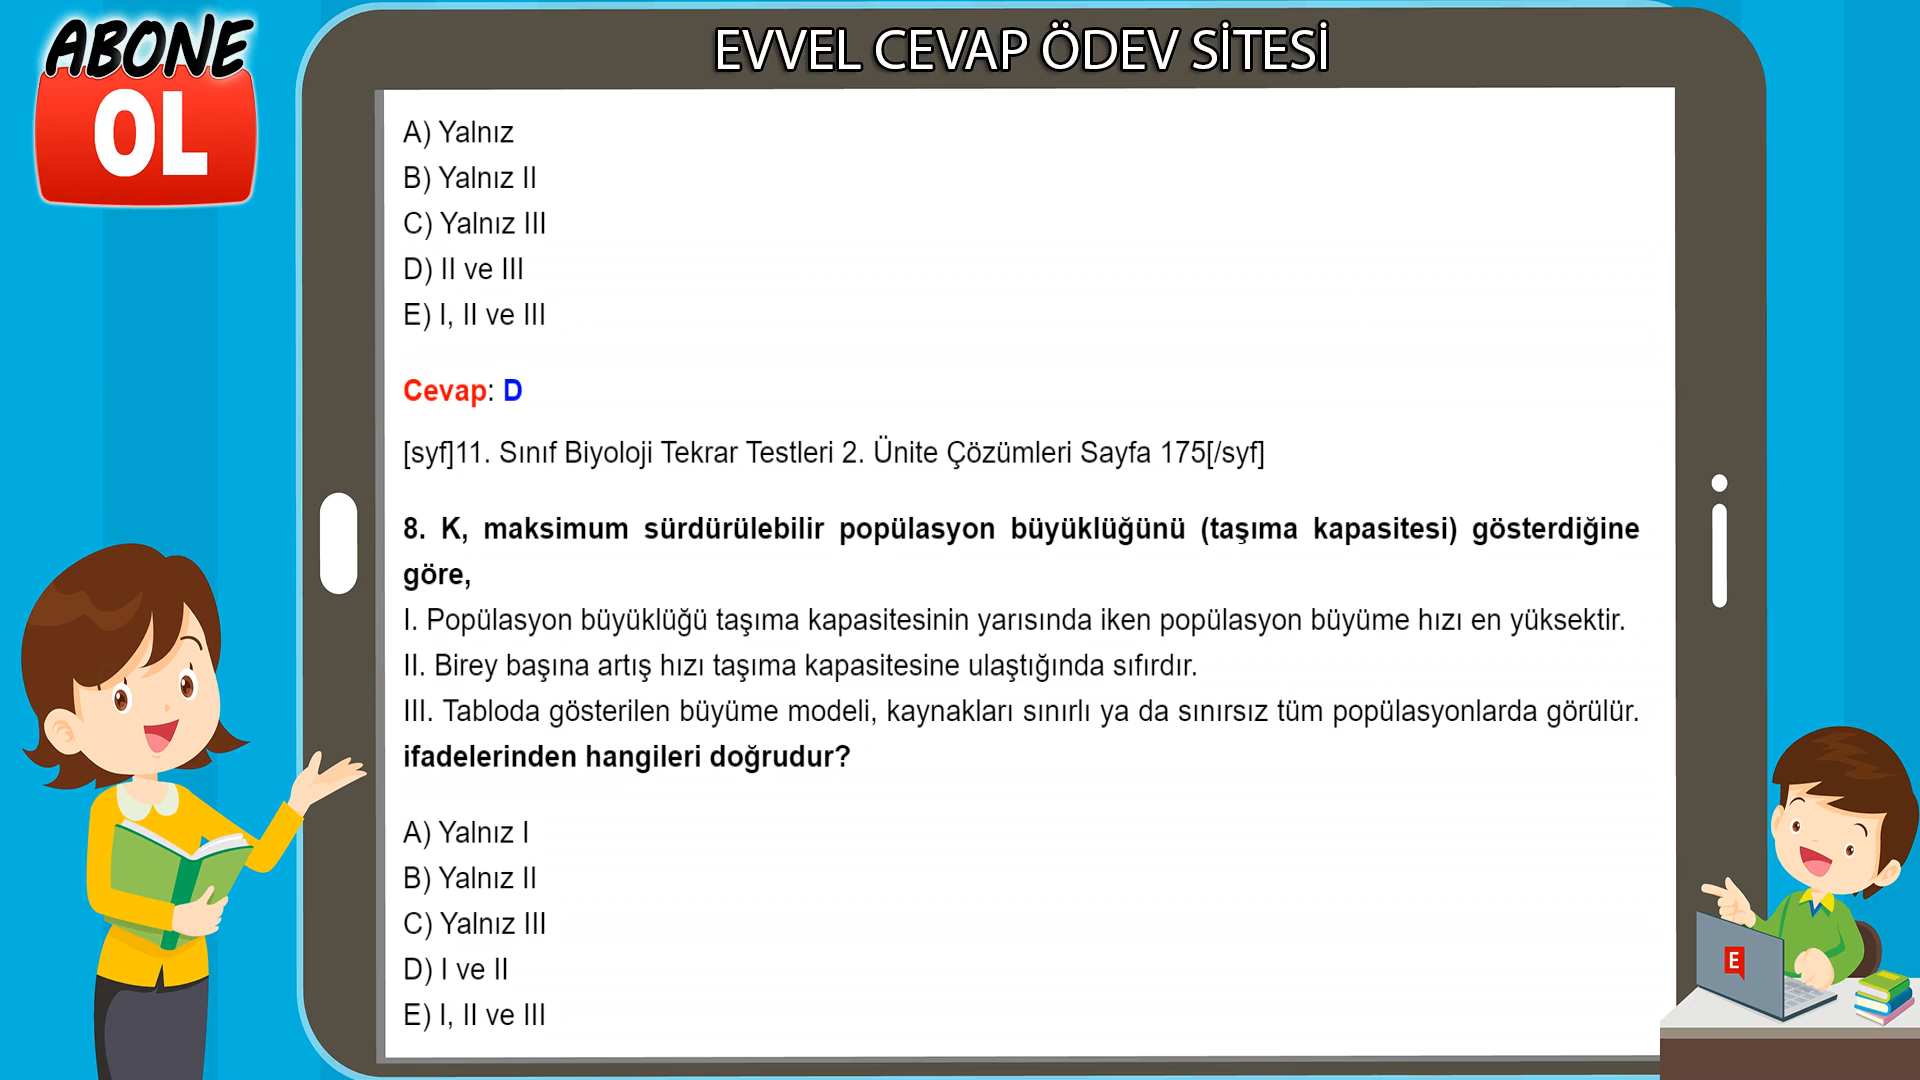 ABONE
OL
EVVEL CEVAP ÖDEV SİTESİ
A) Yalnız
B) Yalnız II
C) Yalnız III
D) II ve III
E) I, II ve III
Cevap: D
[syf]11. Sınıf Biyoloji Tekrar Testleri 2. Ünite Çözümleri Sayfa 175[/syf]
8. K, maksimum sürdürülebilir popülasyon büyüklüğünü (taşıma kapasitesi) gösterdiğine
göre,
I. Popülasyon büyüklüğü taşıma kapasitesinin yarısında iken popülasyon büyüme hızı en yüksektir.
II. Birey başına artış hızı taşıma kapasitesine ulaştığında sıfırdır.
III. Tabloda gösterilen büyüme modeli, kaynakları sınırlı ya da sınırsız tüm popülasyonlarda görülür.
ifadelerinden hangileri doğrudur?
A) Yalnız I
B) Yalnız II
C) Yalnız III
D) I ve II
E) I, II ve III
E